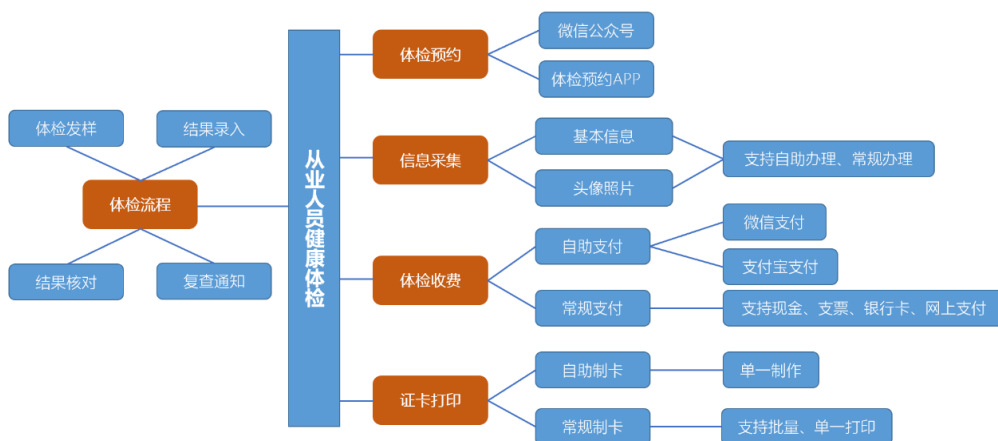 体检发样
结果录入
体检流程
结果核对
复查通知
从业人员健康体检
体检预约
微信公众号
体检预约APP
信息采集
基本信息
头像照片
支持自助办理、常规办理
体检收费
自助支付
微信支付
支付宝支付
常规支付
支持现金、支票、银行卡、网上支付
证卡打印
自助制卡
单一制作
常规制卡
支持批量、单一打印